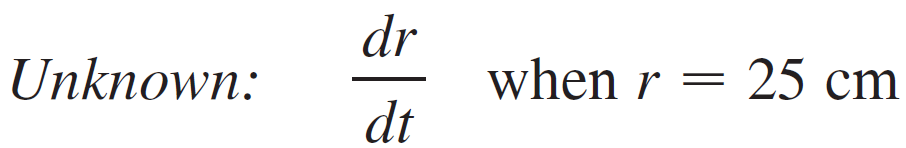 Unknown: dr/dt when r = 25 cm